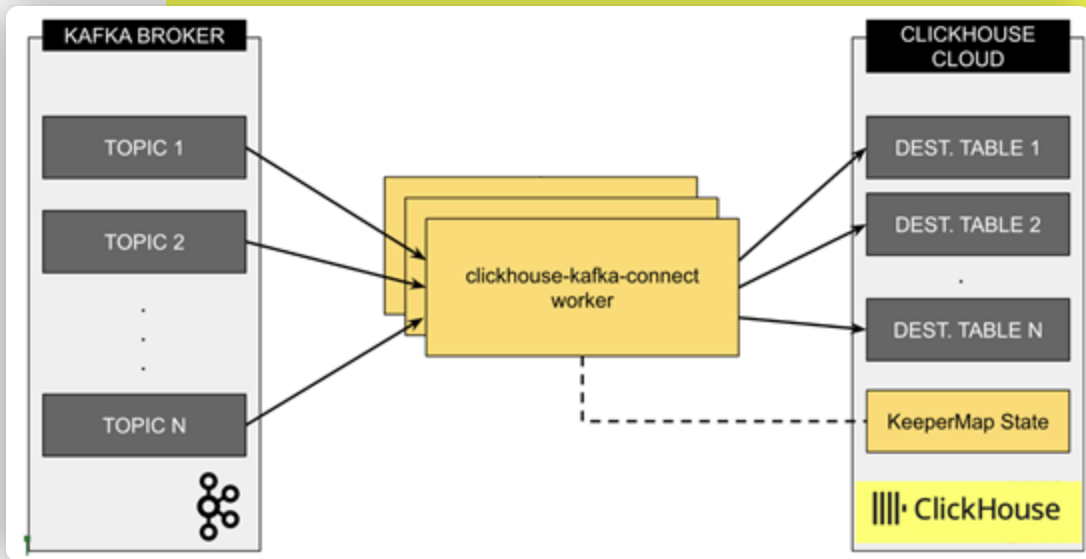 KAFKA BROKER
TOPIC 1
TOPIC 2
.
.
.
TOPIC N
clickhouse-kafka-connect
worker
CLICKHOUSE
CLOUD
DEST. TABLE 1
DEST. TABLE 2
.
DEST. TABLE N
KeeperMap State
ClickHouse